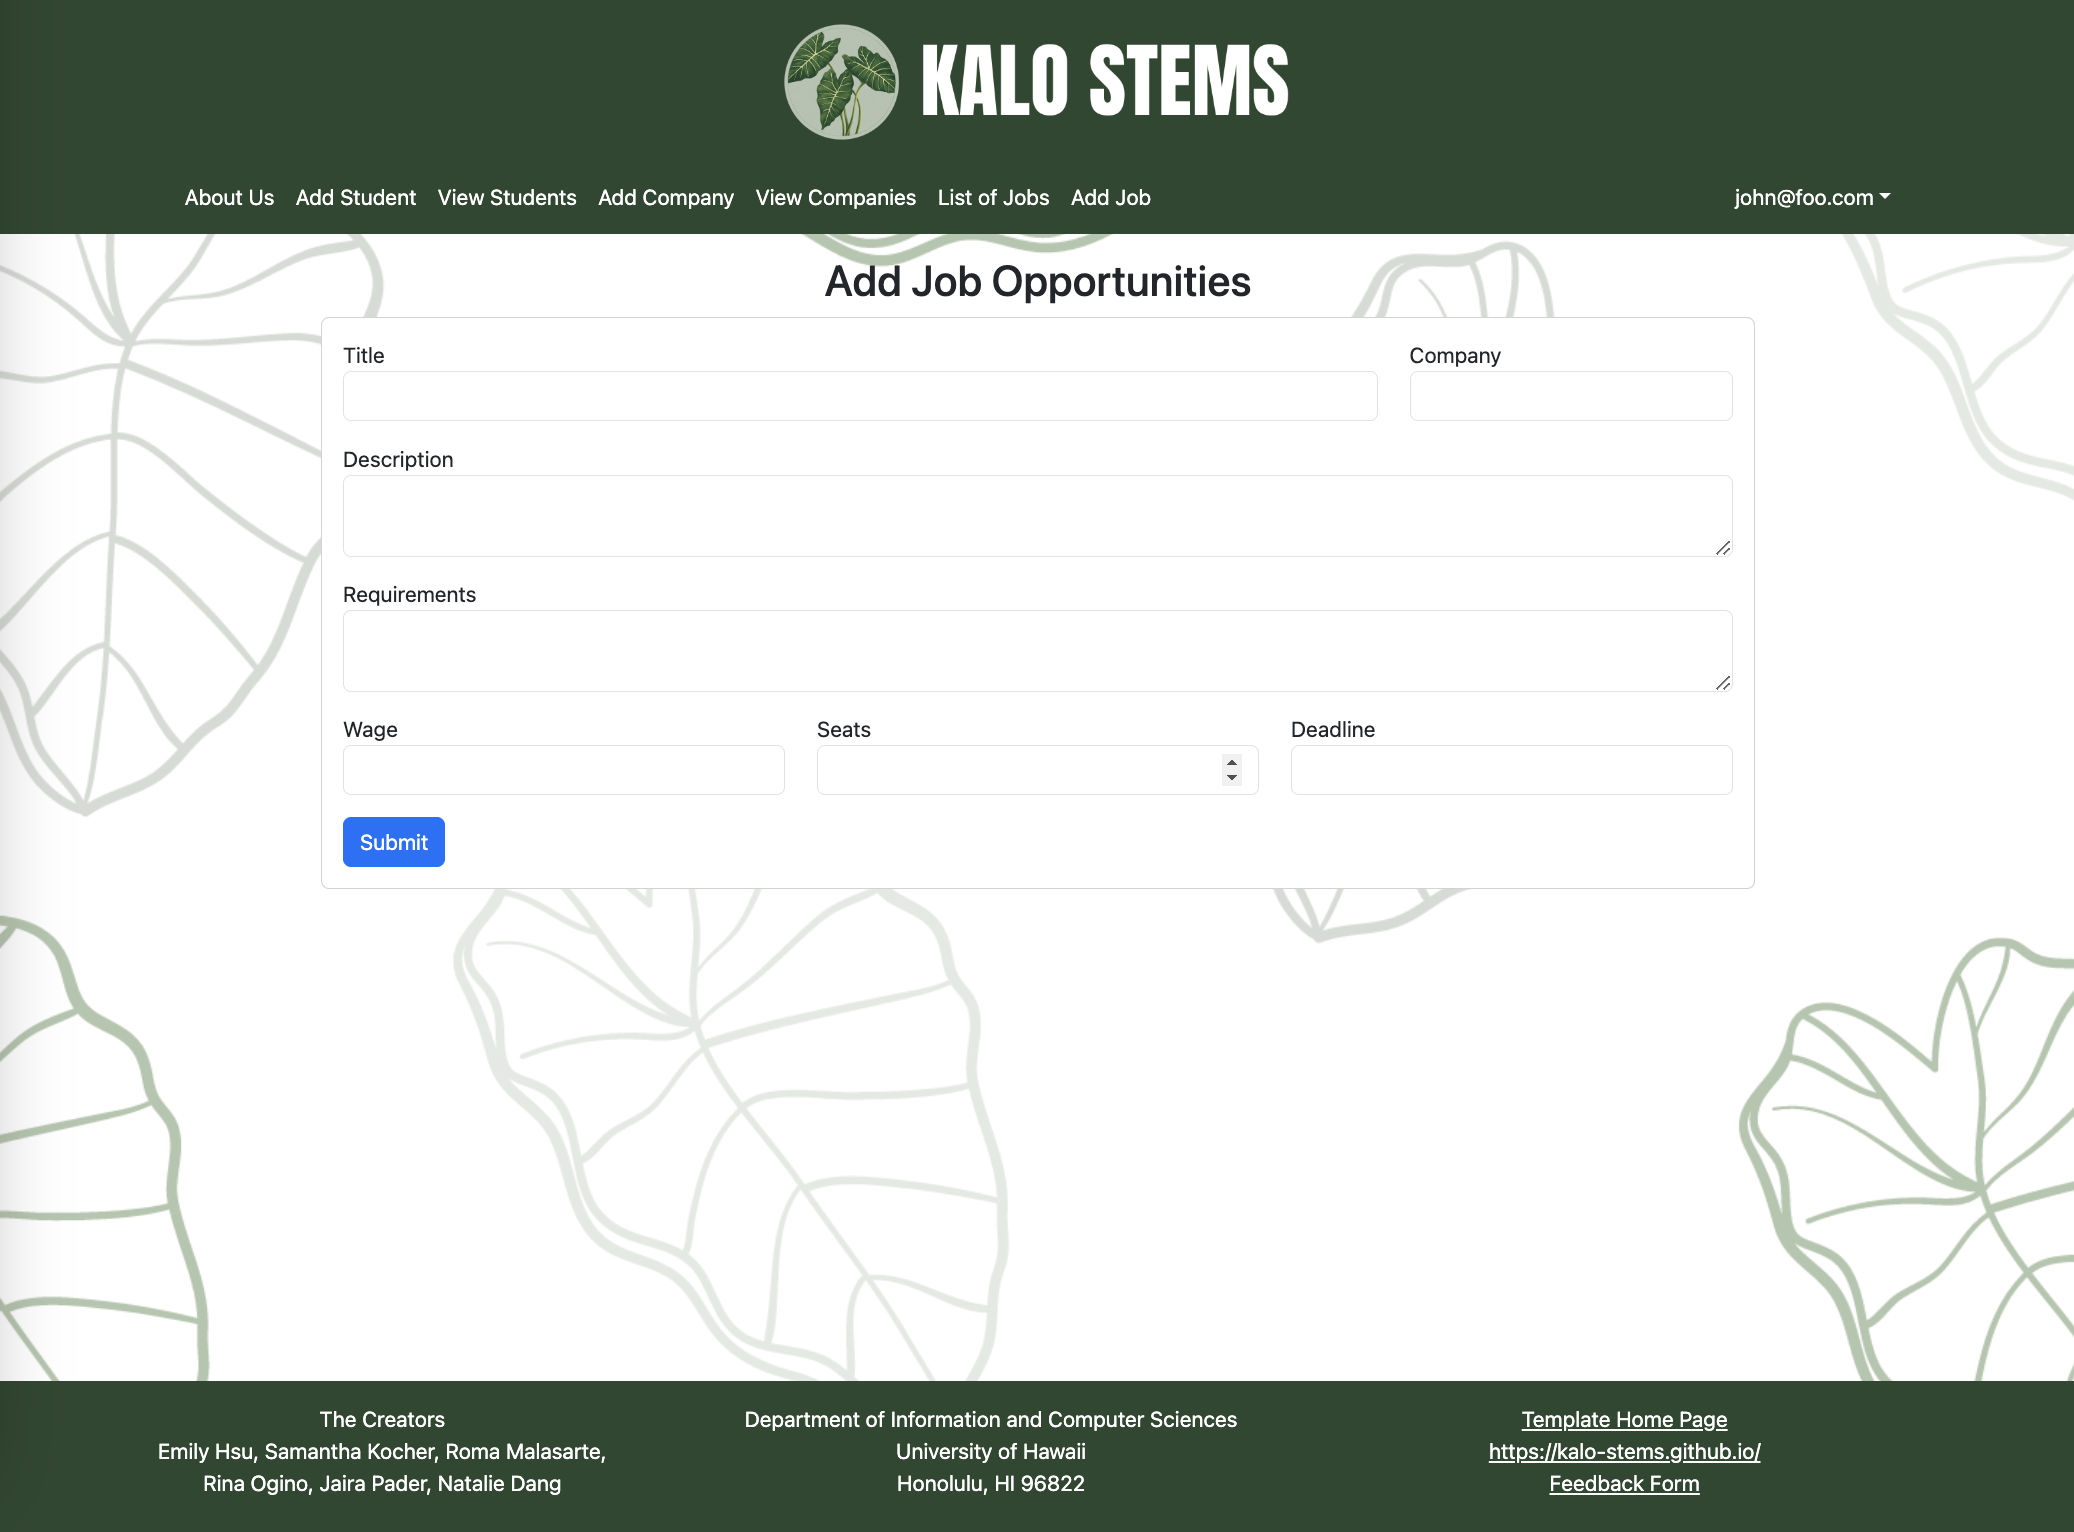 KALO STEMS
About Us Add Student View Students Add Company View Companies List of Jobs Add Job john@foo.com
Add Job Opportunities
Title Company
Description
Requirements
Wage Seats Deadline
Submit
The Creators
Emily Hsu, Samantha Kocher, Roma Malasarte,
Rina Ogino, Jaira Pader, Natalie Dang
Department of Information and Computer Sciences
University of Hawaii
Honolulu, HI 96822
Template Home Page
https://kalo-stems.github.io/
Feedback Form